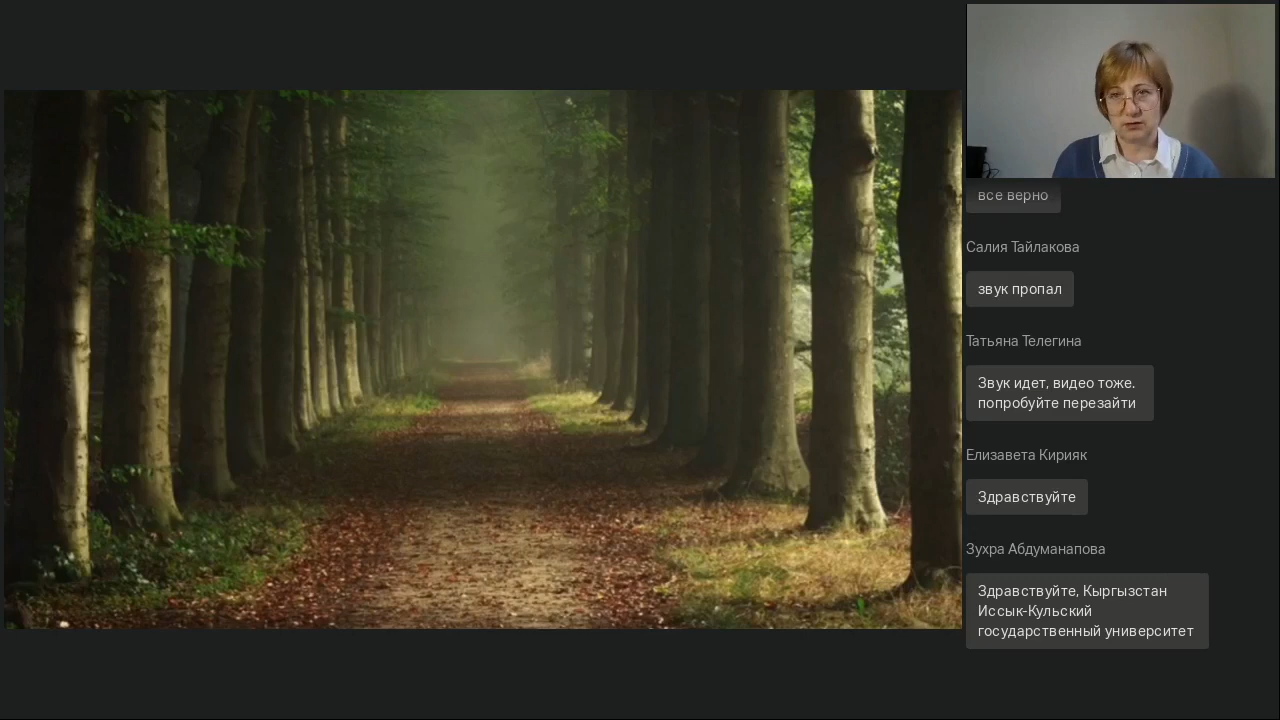 все верно
Салия Тайлакова
звук пропал
Татьяна Телегина
Звук идет, видео тоже.
попробуйте перезайти
Елизавета Кирияк
Здравствуйте
Зухра Абдуманапова
Здравствуйте, Кыргызстан
Иссык-Кульский
государственный университет